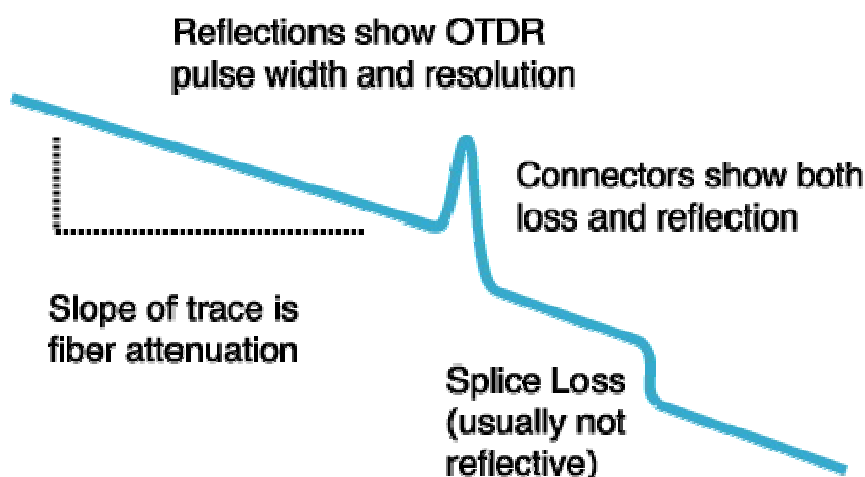 Reflections show OTDR
pulse width and resolution
Connectors show both
loss and reflection
Slope of trace is
fiber attenuation
Splice Loss
(usually not
reflective)